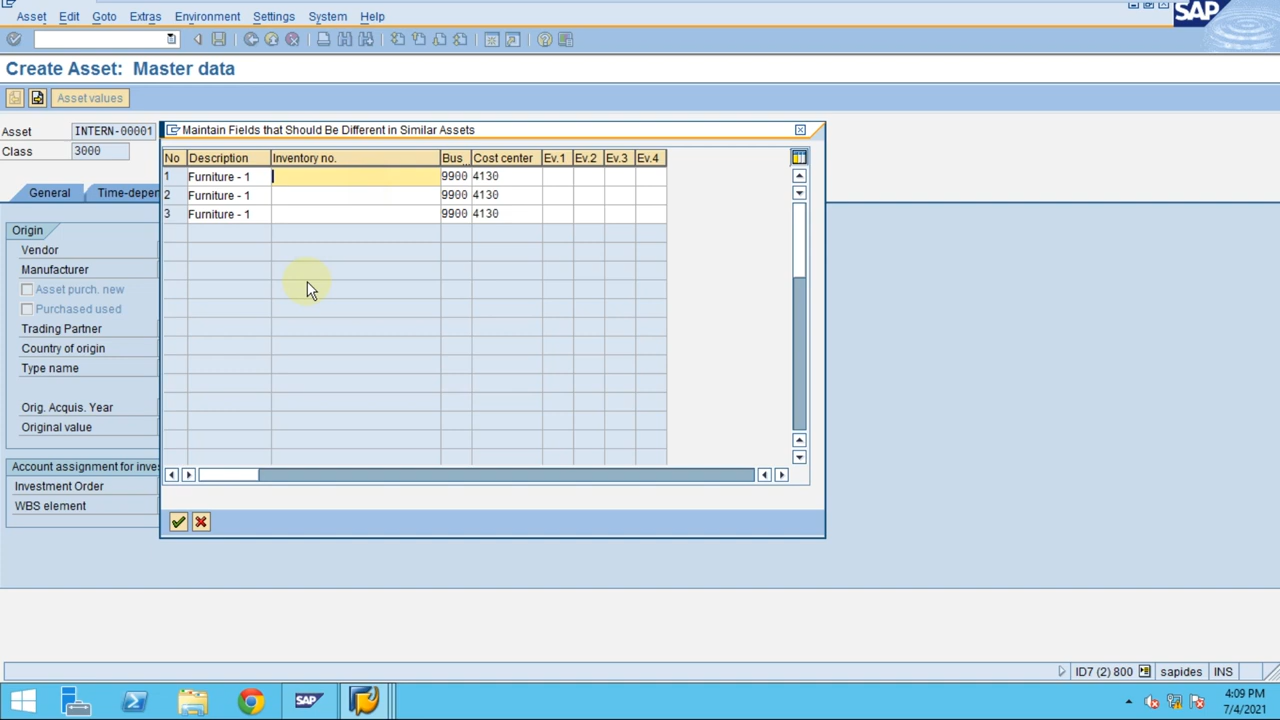 Asset Edit Goto Extras Environment Settings System Help
SAP
Create Asset: Master data
Asset values
Asset INTERN-00001
Class 3000
General Time-deper
Maintain Fields that Should Be Different in Similar Assets
No Description Inventory no. Bus... Cost center Ev.1 Ev.2 Ev.3 Ev.4
1 Furniture - 1 9900 4130
2 Furniture - 1 9900 4130
3 Furniture - 1 9900 4130
Origin
Vendor
Manufacturer
Asset purch. new
Purchased used
Trading Partner
Country of origin
Type name
Orig. Acquis. Year
Original value
Account assignment for inves
Investment Order
WBS element
ID7 (2) 800 sapides INS
SAP
4:09 PM
7/4/2021